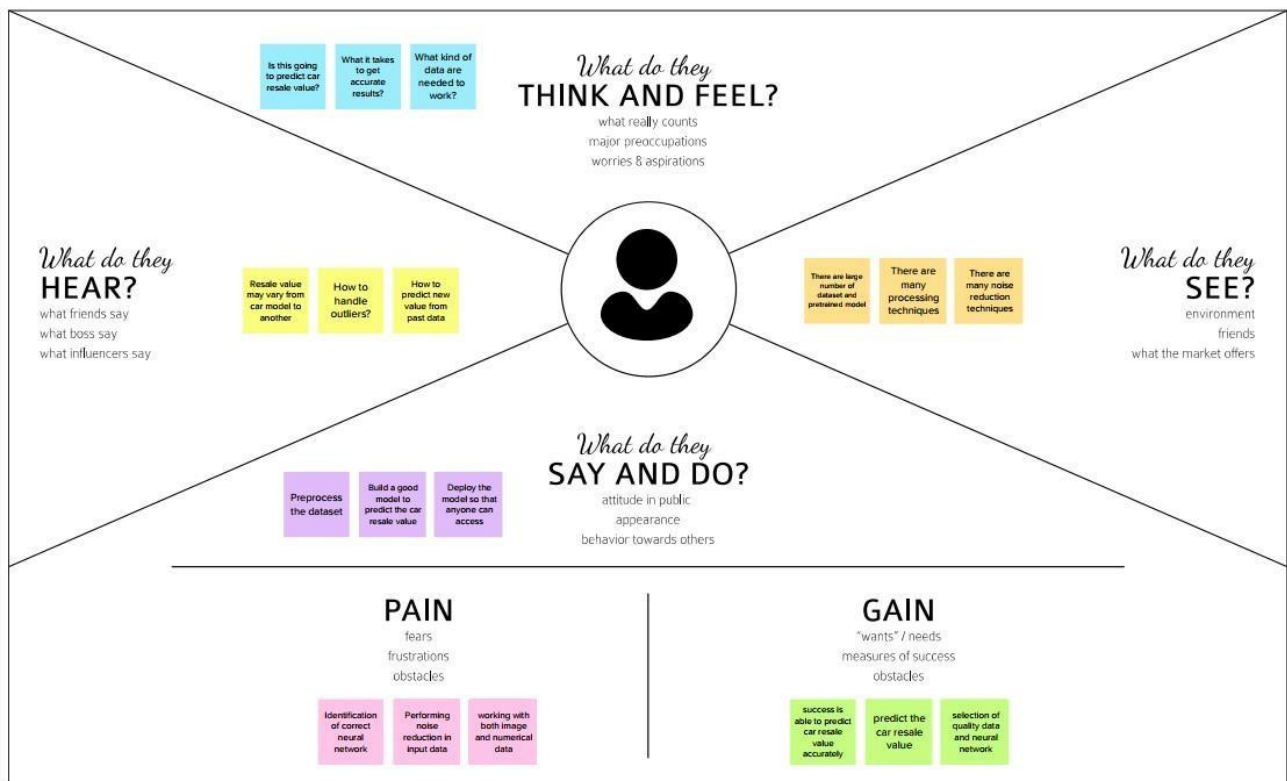 Is this going
to predict car
resale value?
What it takes
to get
accurate
results?
What kind of
data are
needed to
work?
What do they
THINK AND FEEL?
what really counts
major preoccupations
worries & aspirations
What do they
HEAR?
what friends say
what boss say
what influencers say
Resale value
may vary from
car model to
another
How to
handle
outliers?
How to
predict new
value from
past data
There are large
number of
dataset and
pretrained model
There are
many
processing
techniques
There are
many noise
reduction
techniques
What do they
SEE?
environment
friends
what the market offers
What do they
SAY AND DO?
attitude in public
appearance
behavior towards others
Preprocess
the dataset
Build a good
model to
predict the car
resale value
Deploy the
model so that
anyone can
access
PAIN
fears
frustrations
obstacles
Identification
of correct
neural
network
Performing
noise
reduction in
input data
working with
both image
and numerical
data
GAIN
"wants" / needs
measures of success
obstacles
success is
able to predict
car resale
value
accurately
predict the
car resale
value
selection of
quality data
and neural
network